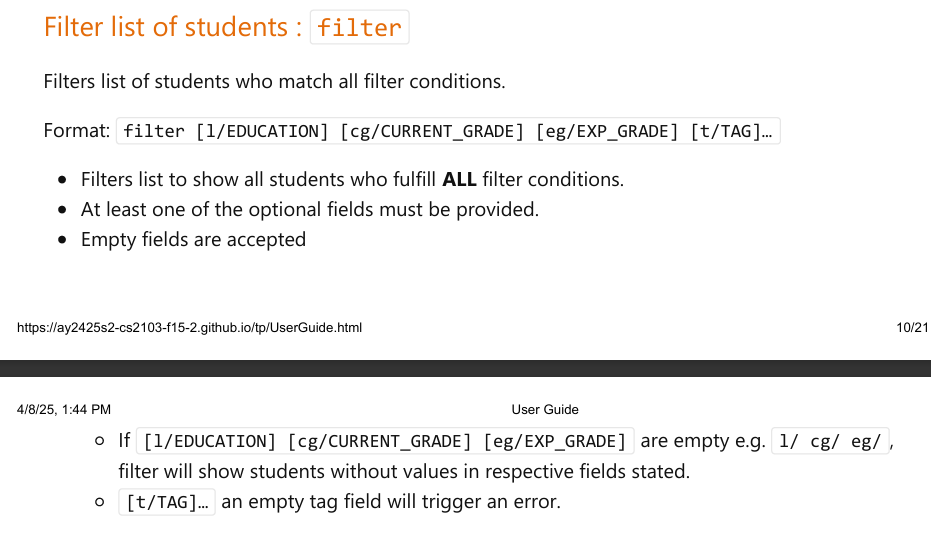 Filter list of students : filter
Filters list of students who match all filter conditions.
Format: filter [l/EDUCATION] [cg/CURRENT_GRADE] [eg/EXP_GRADE] [t/TAG]…
• Filters list to show all students who fulfill ALL filter conditions.
• At least one of the optional fields must be provided.
• Empty fields are accepted
https://ay2425s2-cs2103-f15-2.github.io/tp/UserGuide.html 10/21
4/8/25, 1:44 PM User Guide
○ If [l/EDUCATION] [cg/CURRENT_GRADE] [eg/EXP_GRADE] are empty e.g. l/ cg/ eg/,
filter will show students without values in respective fields stated.
○ [t/TAG]… an empty tag field will trigger an error.